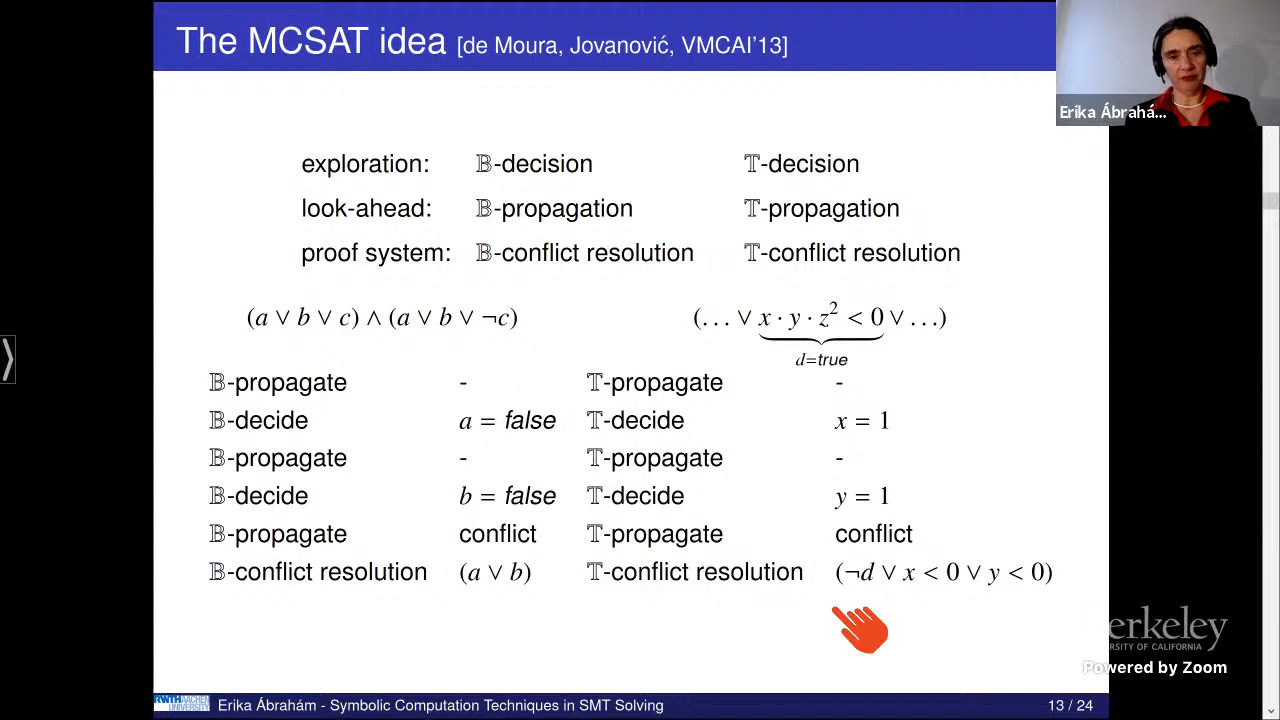 The MCSAT idea [de Moura, Jovanović, VMCAI'13]
Erika Ábrahá...
exploration: 𝔹-decision 𝕋-decision
look-ahead: 𝔹-propagation 𝕋-propagation
proof system: 𝔹-conflict resolution 𝕋-conflict resolution
(a ∨ b ∨ c) ∧ (a ∨ b ∨ ¬c) (… ∨ x · y · z² < 0 ∨ …)
d=true
𝔹-propagate - 𝕋-propagate -
𝔹-decide a = false 𝕋-decide x = 1
𝔹-propagate - 𝕋-propagate -
𝔹-decide b = false 𝕋-decide y = 1
𝔹-propagate conflict 𝕋-propagate conflict
𝔹-conflict resolution (a ∨ b) 𝕋-conflict resolution (¬d ∨ x < 0 ∨ y < 0)
erkeley
RSITY OF CALIFORNIA
Powered by Zoom
RWTH AACHEN
UNIVERSITY
Erika Ábrahám - Symbolic Computation Techniques in SMT Solving 13 / 24